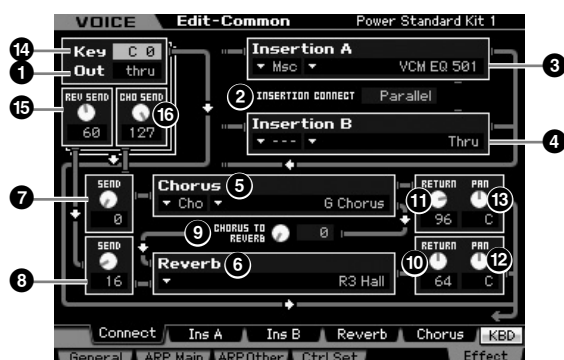 VOICE Edit-Common Power Standard Kit 1
14 Key C 0
1 Out thru
15 REV SEND 60
CHO SEND 16 127
Insertion A
Msc VCM EQ 501 3
2 INSERTION CONNECT Parallel
Insertion B
--- Thru 4
7 SEND 0
Chorus 5
Cho G Chorus
11 RETURN 96
PAN 13 C
9 CHORUS TO REVERB 0
8 SEND 16
Reverb 6
R3 Hall
10 RETURN 64
PAN 12 C
Connect Ins A Ins B Reverb Chorus KBD
General ARP Main ARP Other Ctrl Set Effect